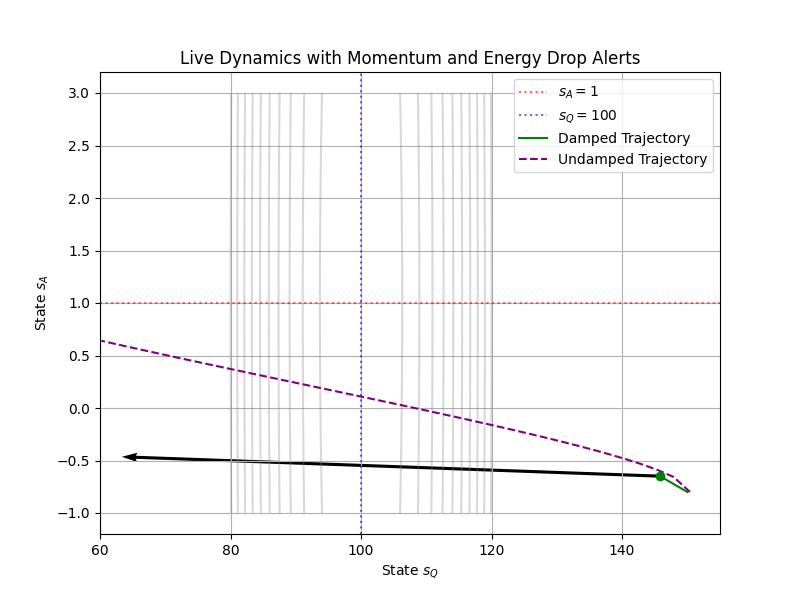 Live Dynamics with Momentum and Energy Drop Alerts
3.0
2.5
2.0
1.5
1.0
0.5
0.0
−0.5
−1.0
State s_A
s_A = 1
s_Q = 100
Damped Trajectory
Undamped Trajectory
60 80 100 120 140
State s_Q